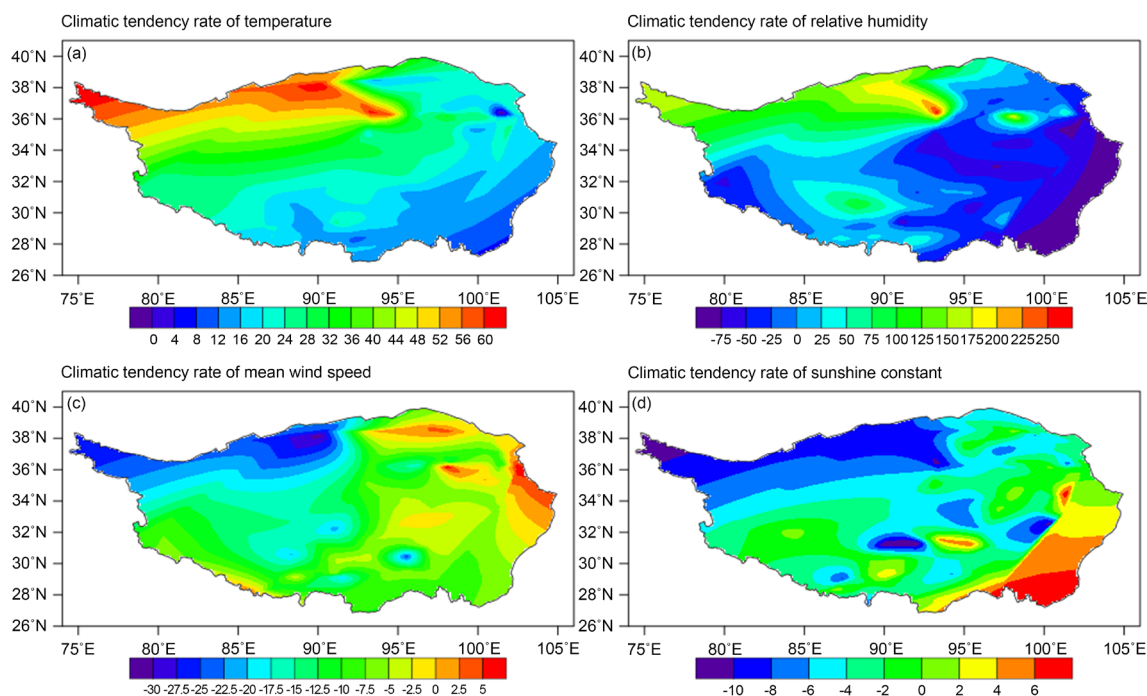 Climatic tendency rate of temperature
(a)
40˚N
38˚N
36˚N
34˚N
32˚N
30˚N
28˚N
26˚N
75˚E 80˚E 85˚E 90˚E 95˚E 100˚E 105˚E
0 4 8 12 16 20 24 28 32 36 40 44 48 52 56 60
Climatic tendency rate of relative humidity
(b)
40˚N
38˚N
36˚N
34˚N
32˚N
30˚N
28˚N
26˚N
75˚E 80˚E 85˚E 90˚E 95˚E 100˚E 105˚E
-75 -50 -25 0 25 50 75 100 125 150 175 200 225 250
Climatic tendency rate of mean wind speed
(c)
40˚N
38˚N
36˚N
34˚N
32˚N
30˚N
28˚N
26˚N
75˚E 80˚E 85˚E 90˚E 95˚E 100˚E 105˚E
-30 -27.5 -25 -22.5 -20 -17.5 -15 -12.5 -10 -7.5 -5 -2.5 0 2.5 5
Climatic tendency rate of sunshine constant
(d)
40˚N
38˚N
36˚N
34˚N
32˚N
30˚N
28˚N
26˚N
75˚E 80˚E 85˚E 90˚E 95˚E 100˚E 105˚E
-10 -8 -6 -4 -2 0 2 4 6